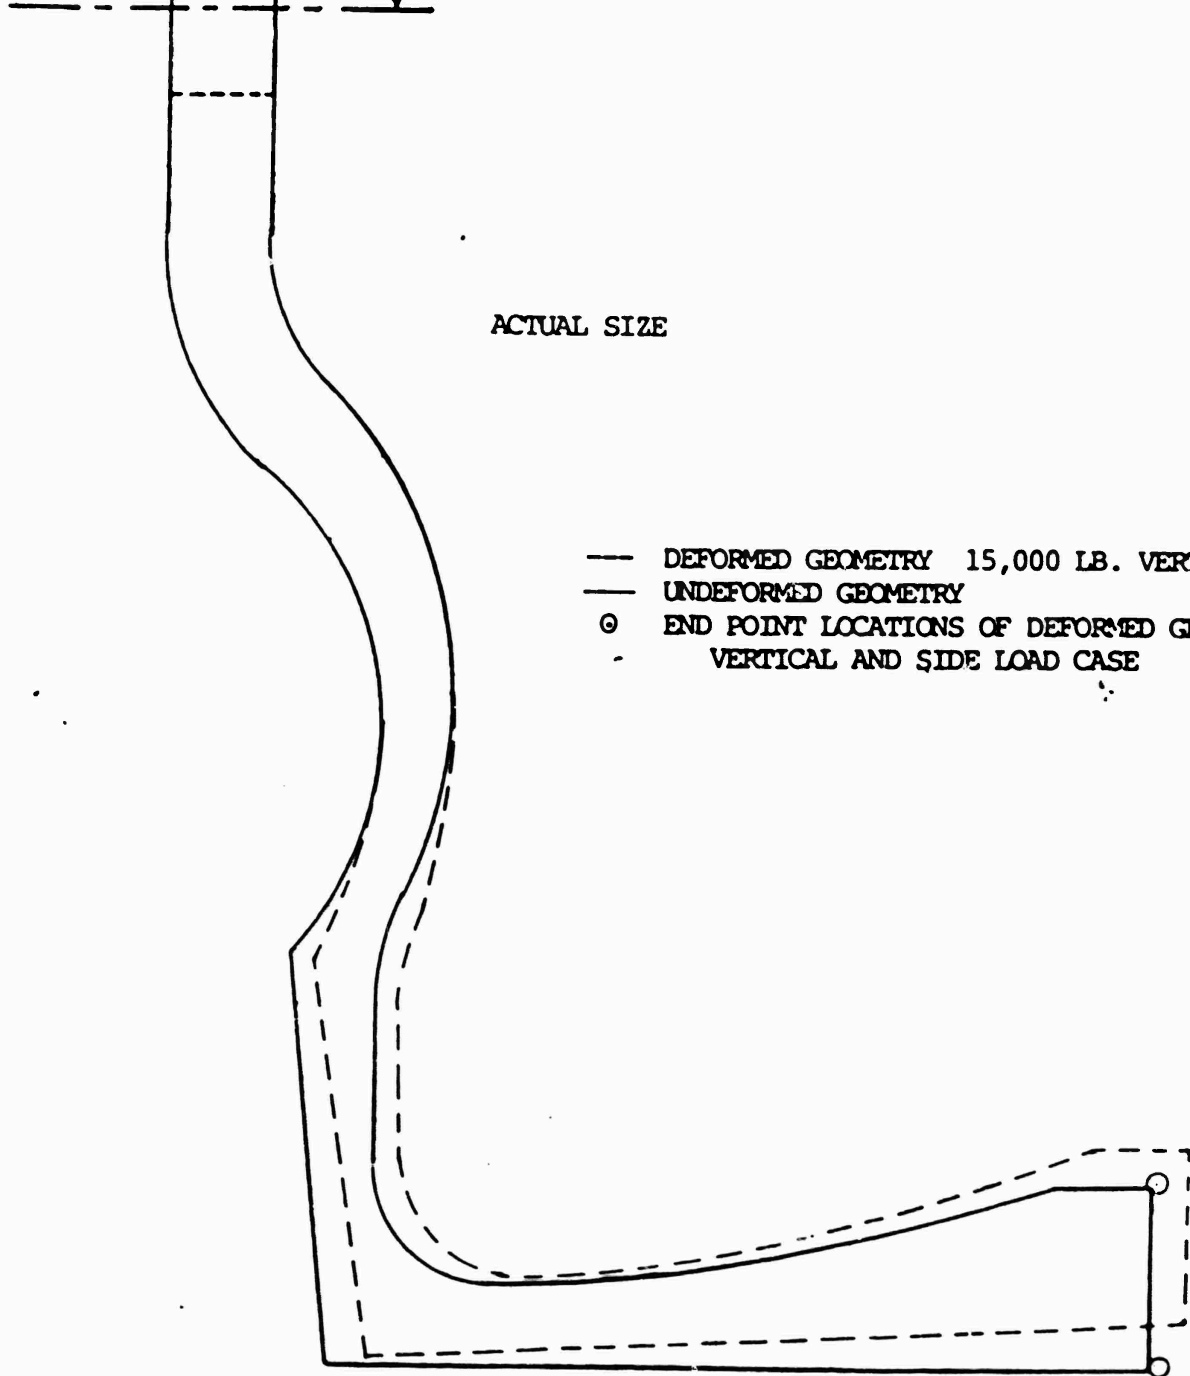 ACTUAL SIZE
DEFORMED GEOMETRY 15,000 LB.
UNDEFORMED GEOMETRY
END POINT LOCATIONS OF DEFORMED
VERTICAL AND SIDE LOAD CASE